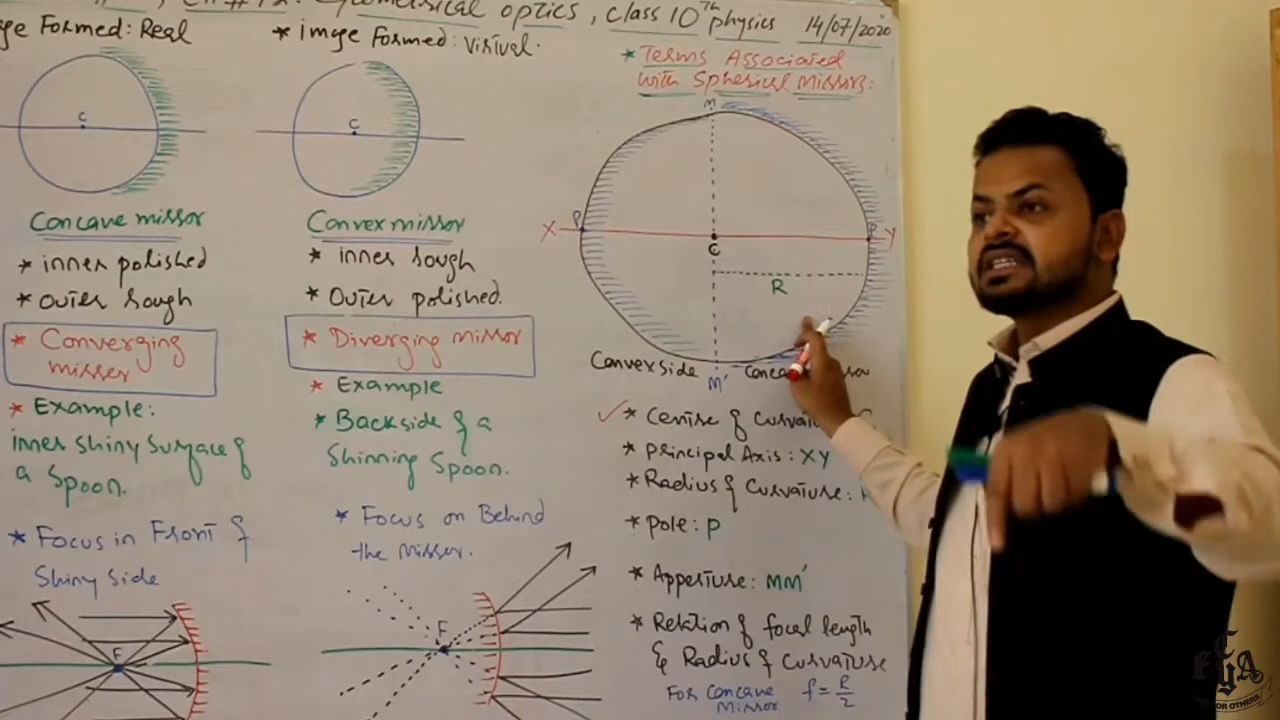 Geometrical optics, Class 10th physics 14/07/2020
ge Formed: Real
* image Formed: Virtual.
* Terms Associated
with Spherical Mirrors:
C
C
M
X P C P Y
R
Convex side M'
Concave mirror
* inner polished
* outer rough
* Converging
mirror
* Example:
inner shiny surface of
a Spoon.
* Focus in Front of
Shiny side
F
Convex mirror
* inner rough
* outer polished.
* Diverging mirror
* Example
* Backside of a
Shinning Spoon.
* Focus on Behind
the mirror.
F
* Centre of curvatu
* principal Axis: XY
* Radius of curvature:
* Pole: P
* Apperture: MM'
* Relation of focal length
& Radius of curvature
For Concave f = R/2
Mirror
E C A
Y
OR OTHERS